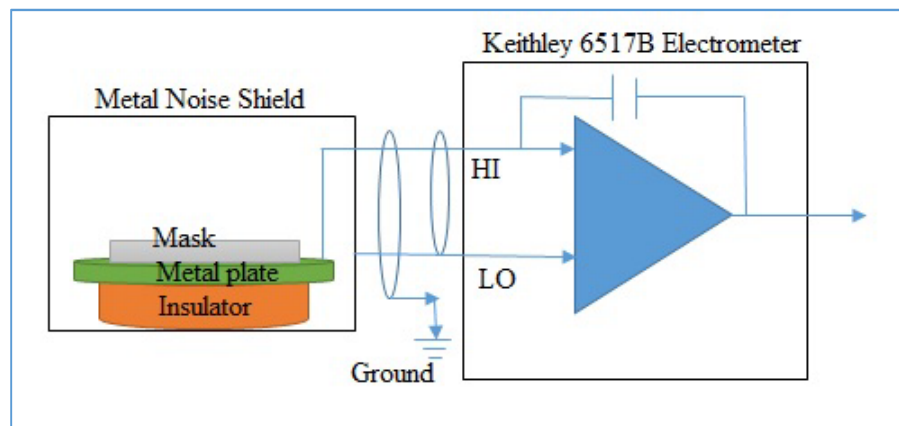 Keithley 6517B Electrometer
Metal Noise Shield
HI
Mask
Metal plate
LO
Insulator
Ground